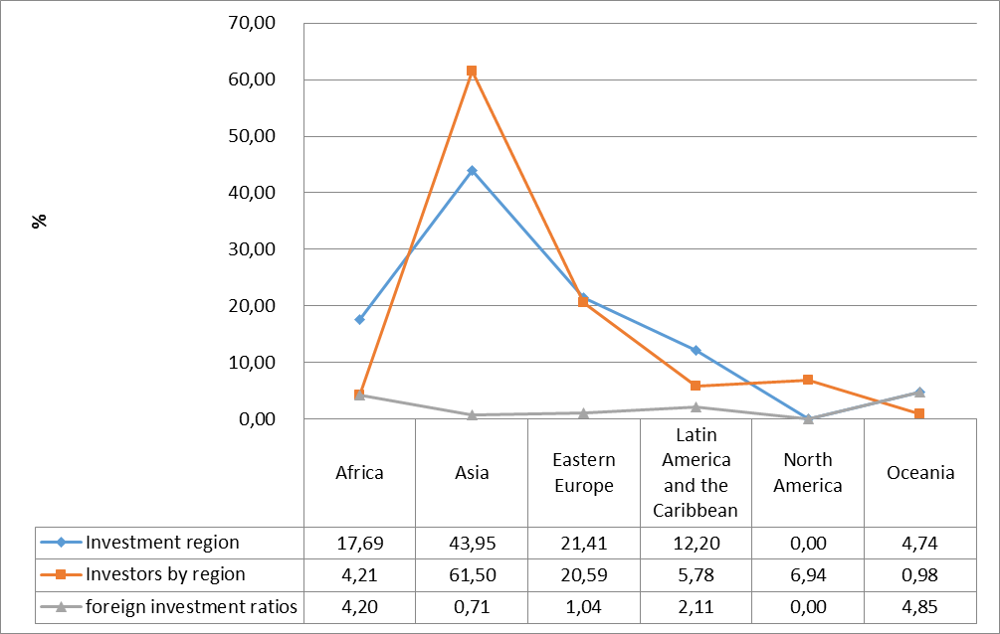 70,00
60,00
50,00
40,00
30,00
20,00
10,00
0,00
%
Africa
Asia
Eastern
Europe
Latin
America
and the
Caribbean
North
America
Oceania
Investment region 17,69 43,95 21,41 12,20 0,00 4,74
Investors by region 4,21 61,50 20,59 5,78 6,94 0,98
foreign investment ratios 4,20 0,71 1,04 2,11 0,00 4,85